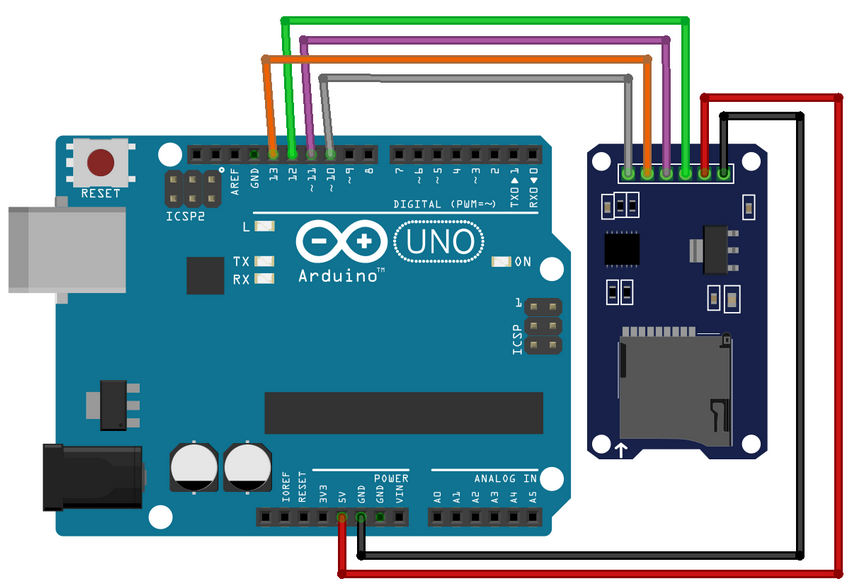 RESET
ICSP2
AREF
GND
13
12
~11
~10
~9
8
7
~6
~5
4
~3
2
TX0▶1
RX0◀0
DIGITAL (PWM=~)
L
TX
RX
UNO
Arduino™
ON
1
ICSP
POWER
ANALOG IN
IOREF
RESET
3V3
5V
GND
GND
VIN
A0
A1
A2
A3
A4
A5